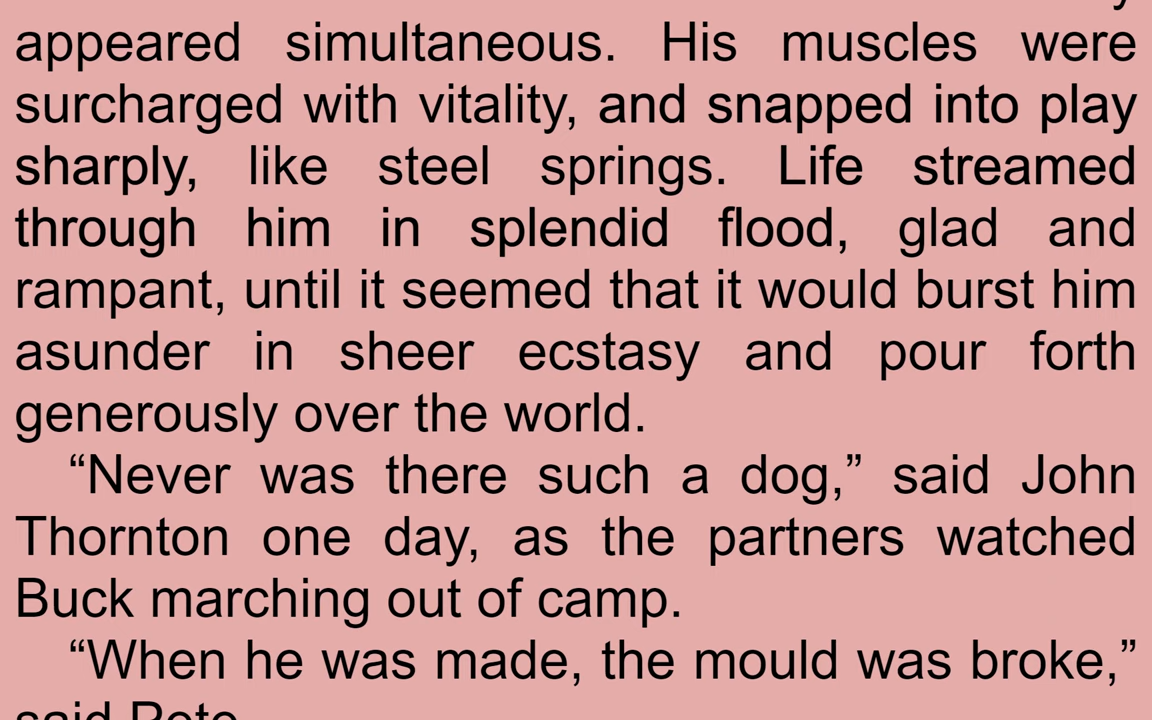 appeared simultaneous. His muscles were
surcharged with vitality, and snapped into play
sharply, like steel springs. Life streamed
through him in splendid flood, glad and
rampant, until it seemed that it would burst him
asunder in sheer ecstasy and pour forth
generously over the world.
“Never was there such a dog,” said John
Thornton one day, as the partners watched
Buck marching out of camp.
“When he was made, the mould was broke,”
said Pete.